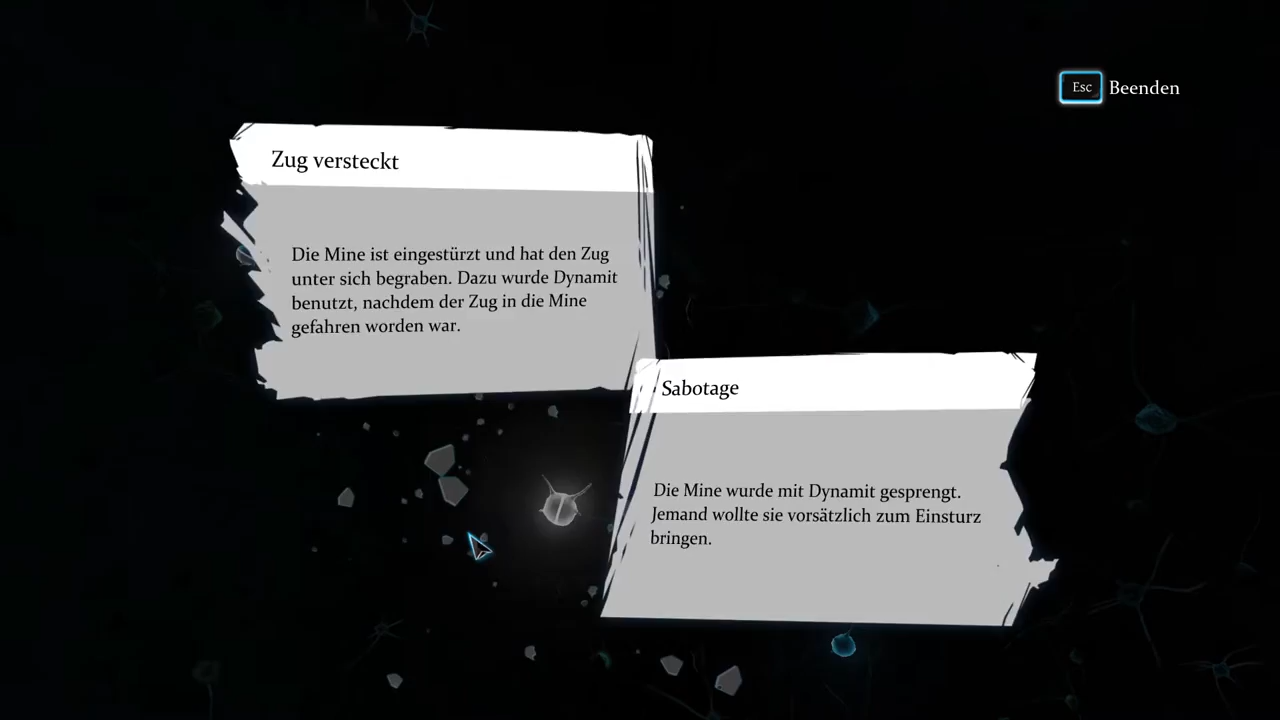 Esc Beenden
Zug versteckt
Die Mine ist eingestürzt und hat den Zug
unter sich begraben. Dazu wurde Dynamit
benutzt, nachdem der Zug in die Mine
gefahren worden war.
Sabotage
Die Mine wurde mit Dynamit gesprengt.
Jemand wollte sie vorsätzlich zum Einsturz
bringen.